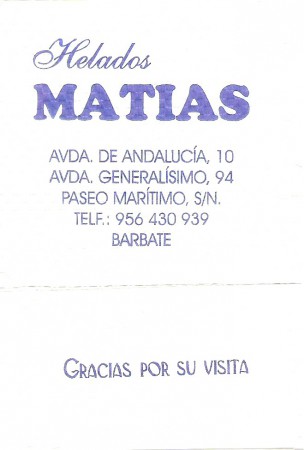 Helados
MATIAS
AVDA. DE ANDALUCÍA, 10
AVDA. GENERALÍSIMO, 94
PASEO MARÍTIMO, S/N.
TELF.: 956 430 939
BARBATE
GRACIAS POR SU VISITA